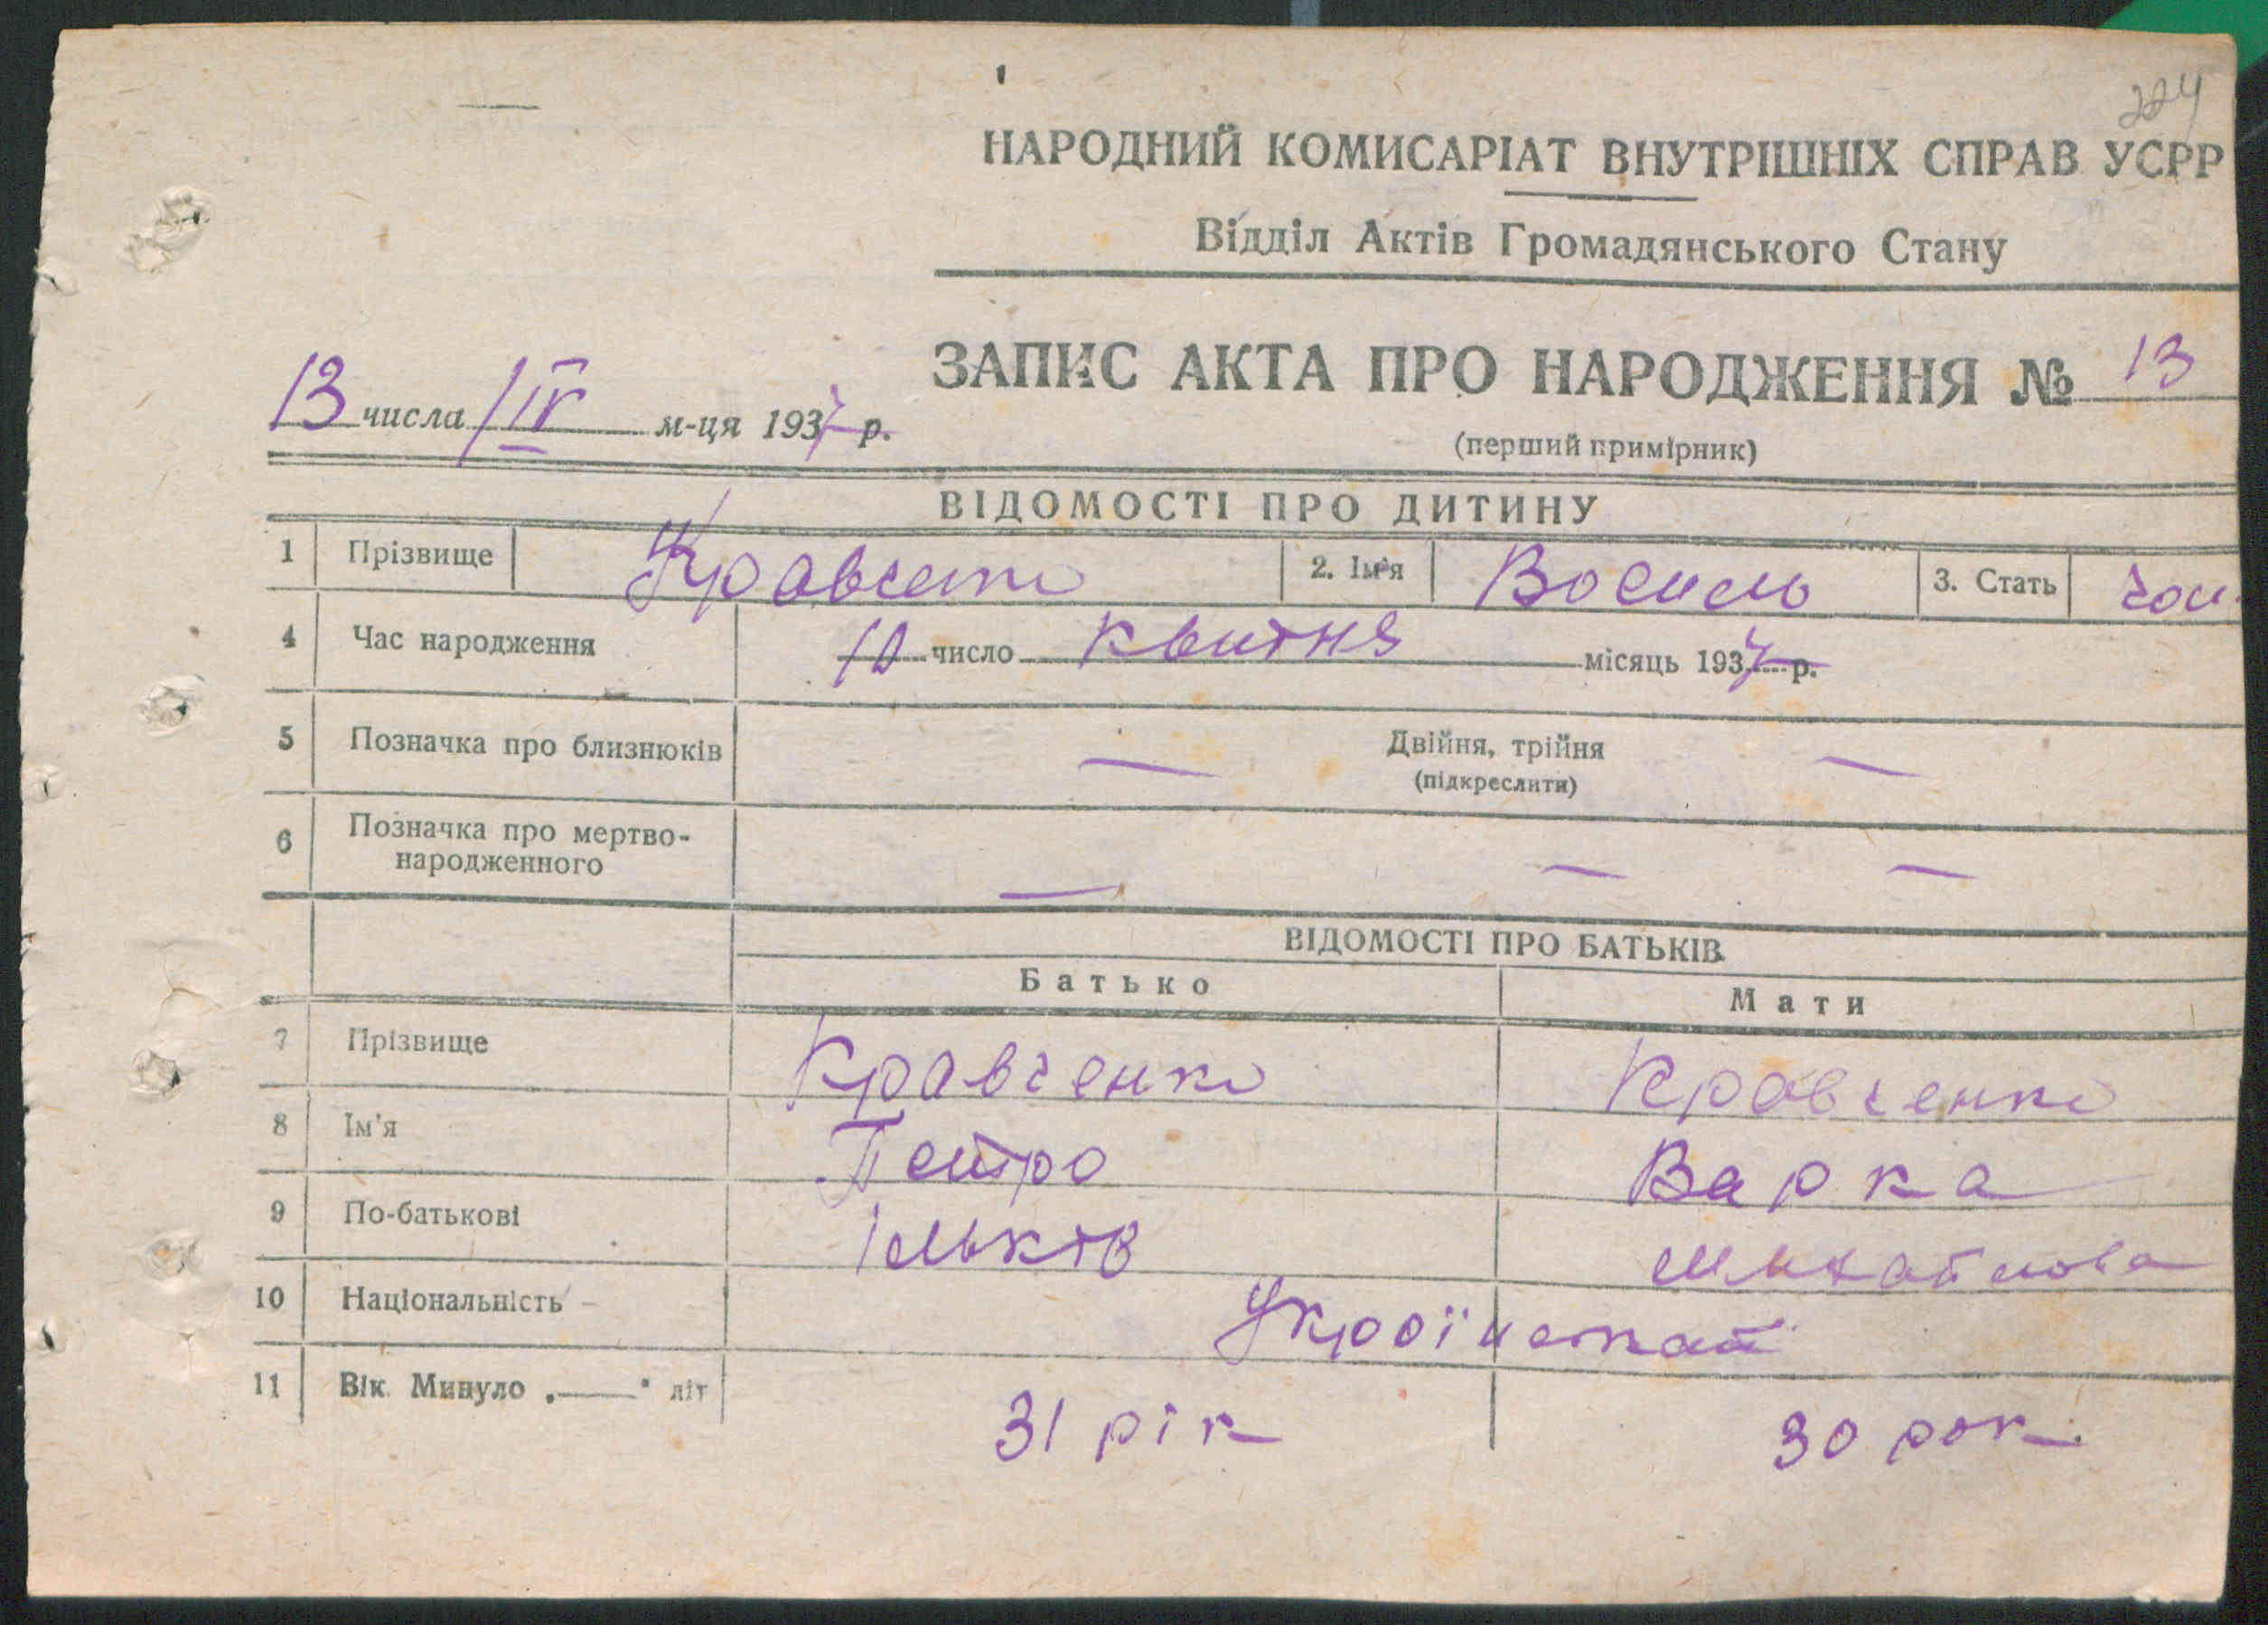 224
НАРОДНИЙ КОМИСАРІАТ ВНУТРІШНІХ СПРАВ УСРР
Відділ Актів Громадянського Стану
ЗАПИС АКТА ПРО НАРОДЖЕННЯ № 13
13 числа /IV м-ця 1937 р.
(перший примірник)
ВІДОМОСТІ ПРО ДИТИНУ
1 Прізвище Кравченко 2. Ім'я Василь 3. Стать чол.
4 Час народження 10 число квитня місяць 1937 р.
5 Позначка про близнюків — Двійня, трійня —
(підкреслити)
6 Позначка про мертво-
народженного — — —
ВІДОМОСТІ ПРО БАТЬКІВ
Батько Мати
7 Прізвище Кравченко Кравченко
8 Ім'я Петро Варка
9 По-батькові Ільків Михайлова
10 Національність
11 Вік. Минуло „—“ літ 31 рік 30 рок.